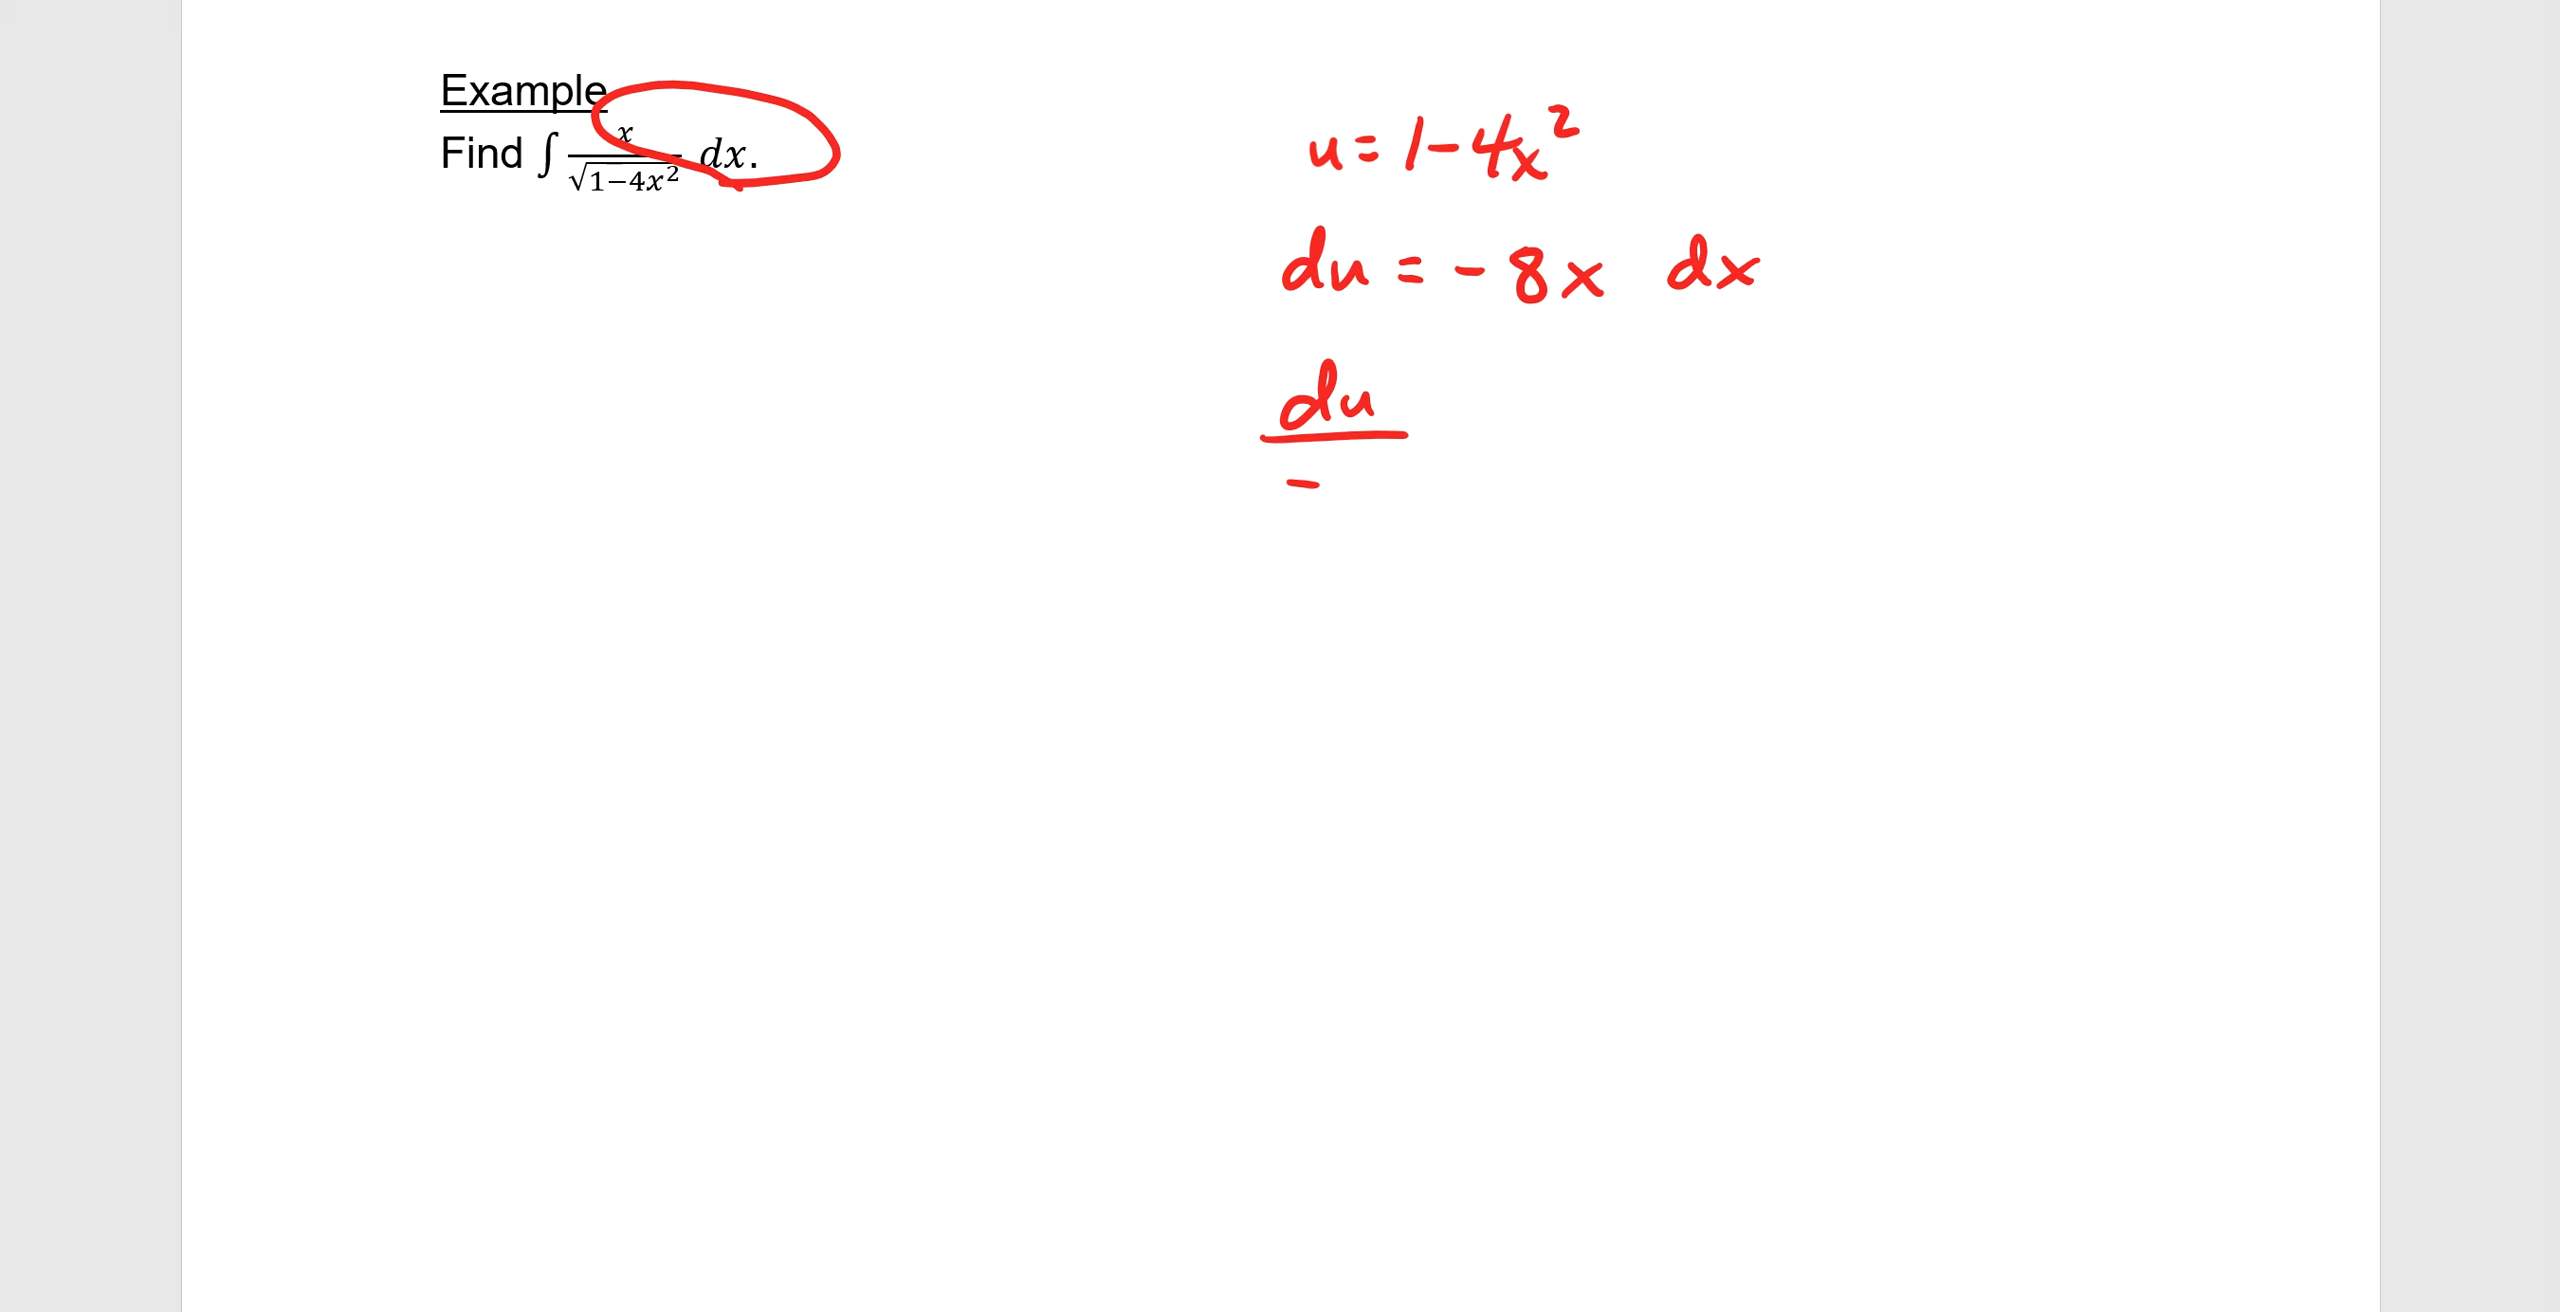 Example
Find ∫ x/√(1−4x²) dx.
u = 1-4x²
du = -8x dx
du/-